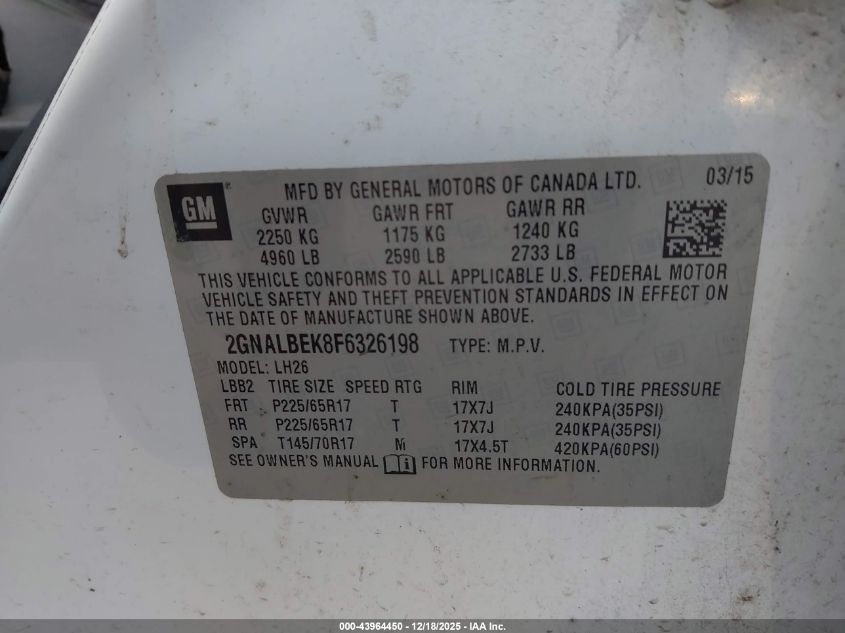 GM
MFD BY GENERAL MOTORS OF CANADA LTD. 03/15
GVWR GAWR FRT GAWR RR
2250 KG 1175 KG 1240 KG
4960 LB 2590 LB 2733 LB
THIS VEHICLE CONFORMS TO ALL APPLICABLE U.S. FEDERAL MOTOR
VEHICLE SAFETY AND THEFT PREVENTION STANDARDS IN EFFECT ON
THE DATE OF MANUFACTURE SHOWN ABOVE.
2GNALBEK8F6326198 TYPE: M.P.V.
MODEL: LH26
LBB2 TIRE SIZE SPEED RTG RIM COLD TIRE PRESSURE
FRT P225/65R17 T 17X7J 240KPA(35PSI)
RR P225/65R17 T 17X7J 240KPA(35PSI)
SPA T145/70R17 M 17X4.5T 420KPA(60PSI)
SEE OWNER'S MANUAL FOR MORE INFORMATION.
000-43964450 - 12/18/2025 - IAA Inc.